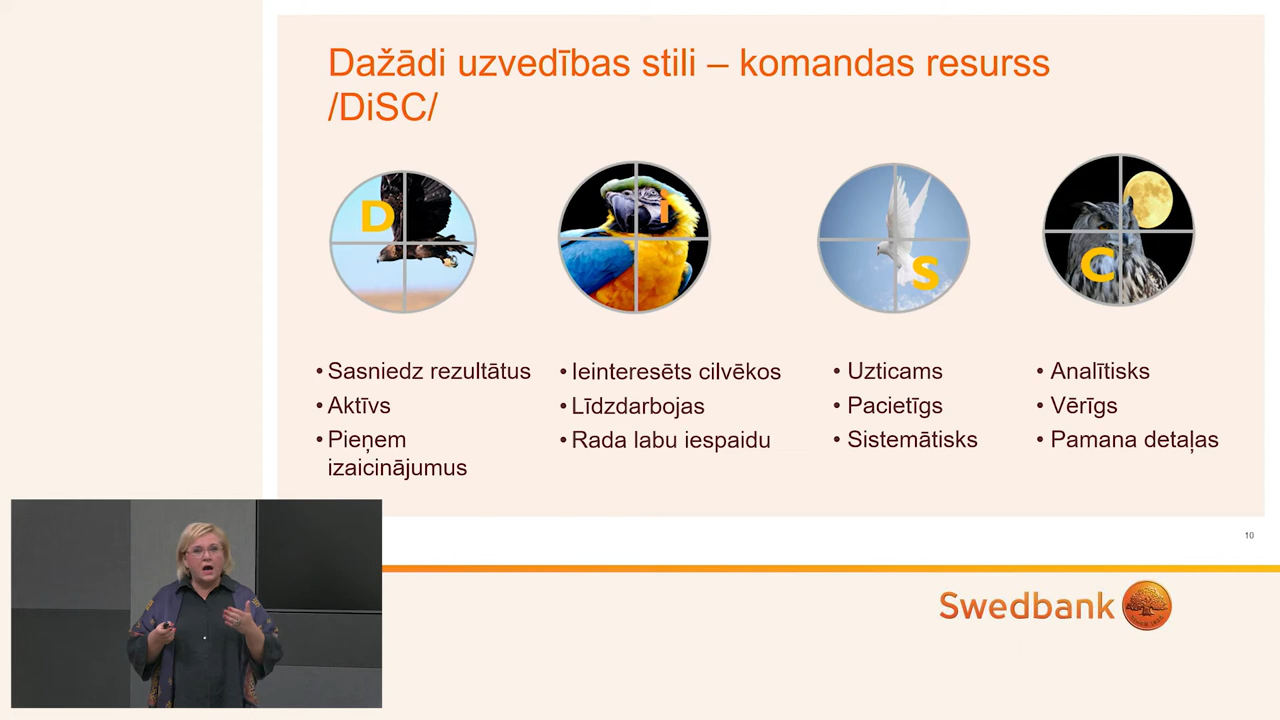 Dažādi uzvedības stili – komandas resurss
/DiSC/
D
i
S
C
• Sasniedz rezultātus
• Aktīvs
• Pieņem
izaicinājumus
• Ieinteresēts cilvēkos
• Līdzdarbojas
• Rada labu iespaidu
• Uzticams
• Pacietīgs
• Sistemātisks
• Analītisks
• Vērīgs
• Pamana detaļas
10
Swedbank